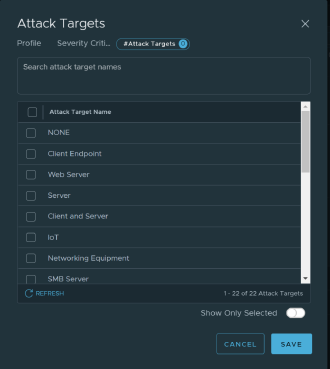 Attack Targets
Profile Severity Criti... #Attack Targets 0
Search attack target names
Attack Target Name
NONE
Client Endpoint
Web Server
Server
Client and Server
IoT
Networking Equipment
SMB Server
REFRESH 1 - 22 of 22 Attack Targets
Show Only Selected
CANCEL SAVE